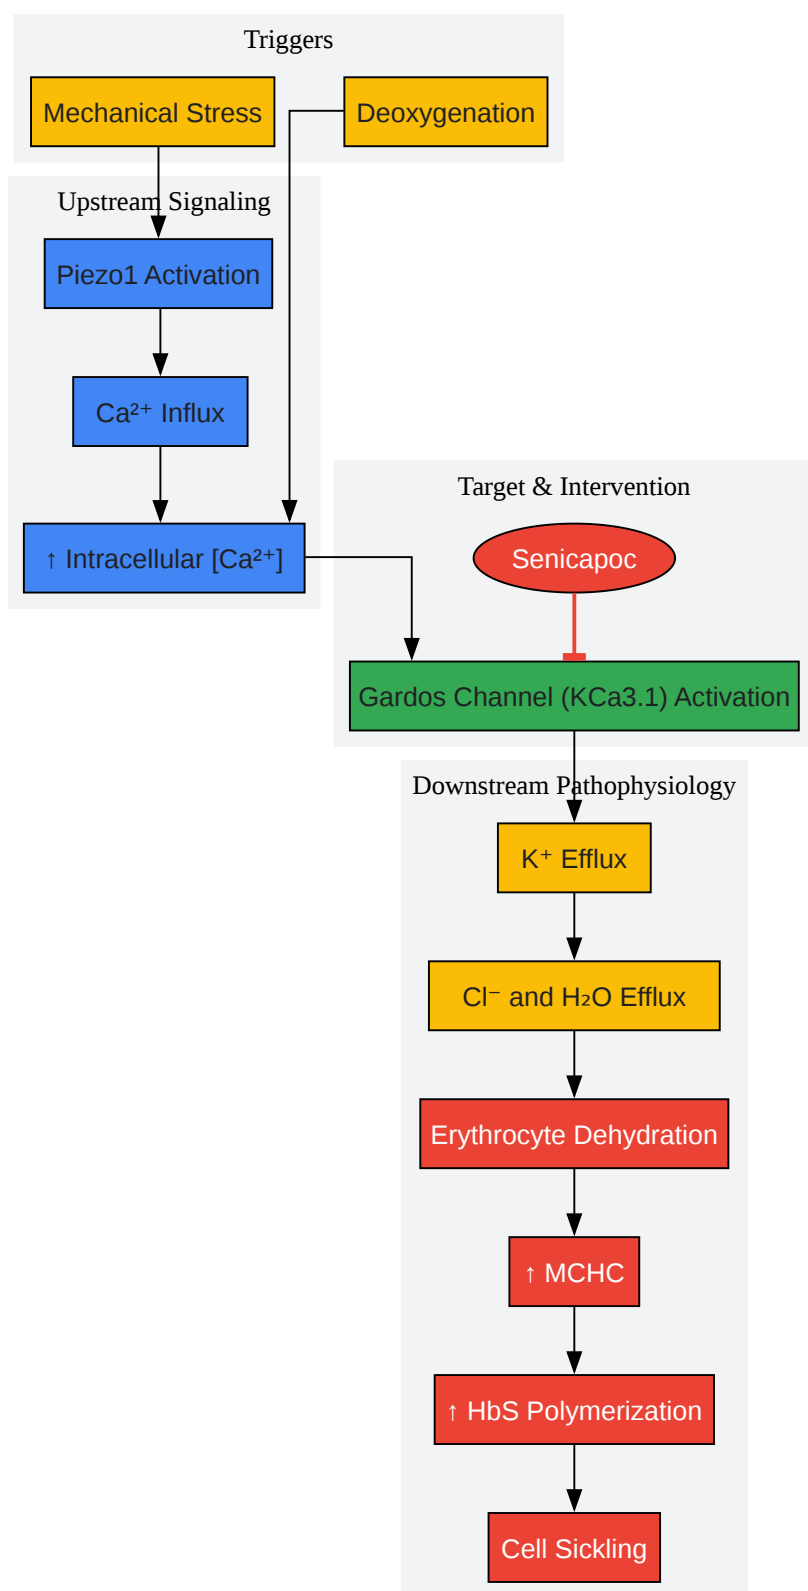 Triggers
Mechanical Stress
Deoxygenation
Upstream Signaling
Piezo1 Activation
Ca²⁺ Influx
↑ Intracellular [Ca²⁺]
Target & Intervention
Senicapoc
Gardos Channel (KCa3.1) Activation
Downstream Pathophysiology
K⁺ Efflux
Cl⁻ and H₂O Efflux
Erythrocyte Dehydration
↑ MCHC
↑ HbS Polymerization
Cell Sickling